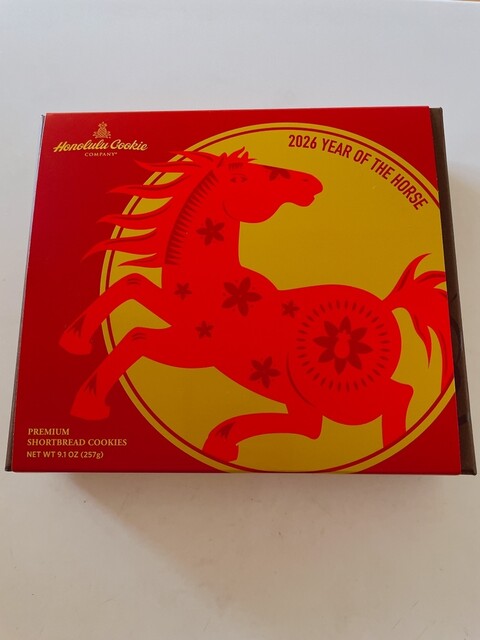 Honolulu Cookie
COMPANY®
2026 YEAR OF THE HORSE
PREMIUM
SHORTBREAD COOKIES
NET WT 9.1 OZ (257g)